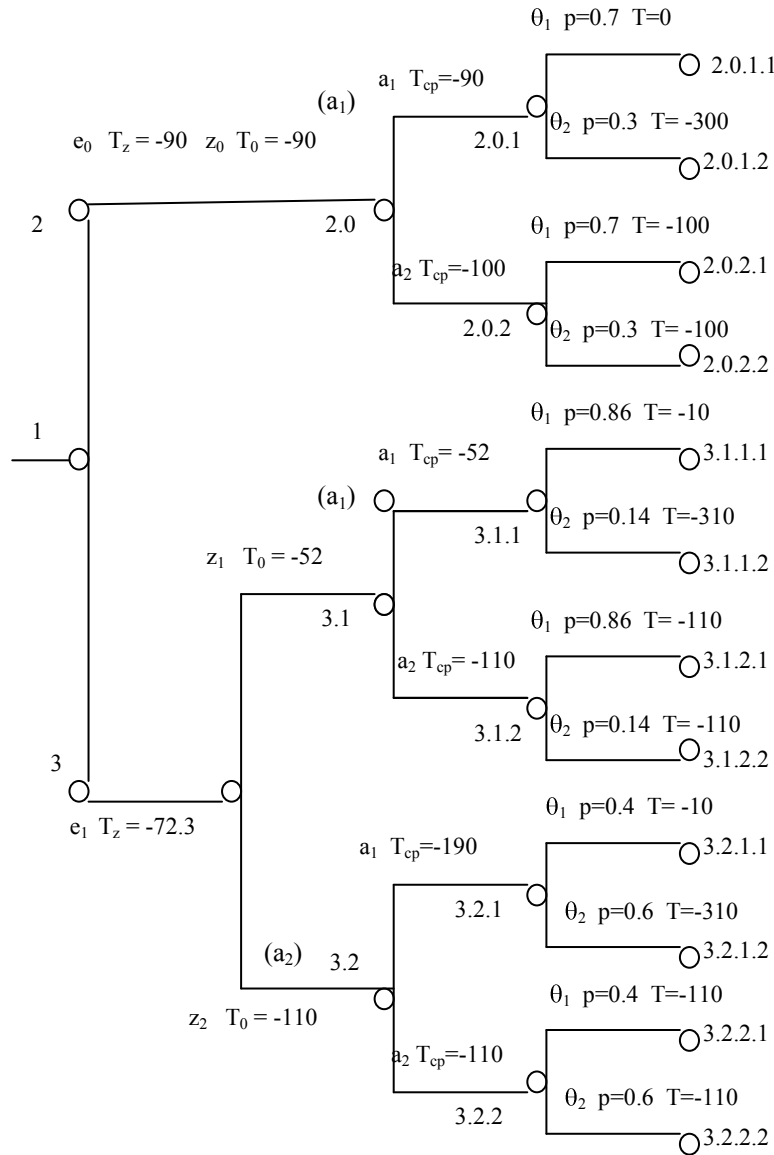 θ₁ p=0.7 T=0
a₁ T_cp=-90
2.0.1.1
(a₁)
e₀ T_z = -90 z₀ T₀ = -90
2.0.1
θ₂ p=0.3 T= -300
2.0.1.2
2
2.0
θ₁ p=0.7 T= -100
a₂ T_cp=-100
2.0.2.1
2.0.2
θ₂ p=0.3 T= -100
2.0.2.2
θ₁ p=0.86 T= -10
1
a₁ T_cp= -52
3.1.1.1
(a₁)
θ₂ p=0.14 T=-310
3.1.1
3.1.1.2
z₁ T₀ = -52
3.1
θ₁ p=0.86 T= -110
a₂ T_cp= -110
3.1.2.1
3.1.2
θ₂ p=0.14 T= -110
3.1.2.2
3
θ₁ p=0.4 T= -10
e₁ T_z = -72.3
a₁ T_cp=-190
3.2.1.1
3.2.1
θ₂ p=0.6 T=-310
(a₂)
3.2
3.2.1.2
θ₁ p=0.4 T=-110
z₂ T₀ = -110
3.2.2.1
a₂ T_cp=-110
θ₂ p=0.6 T=-110
3.2.2
3.2.2.2